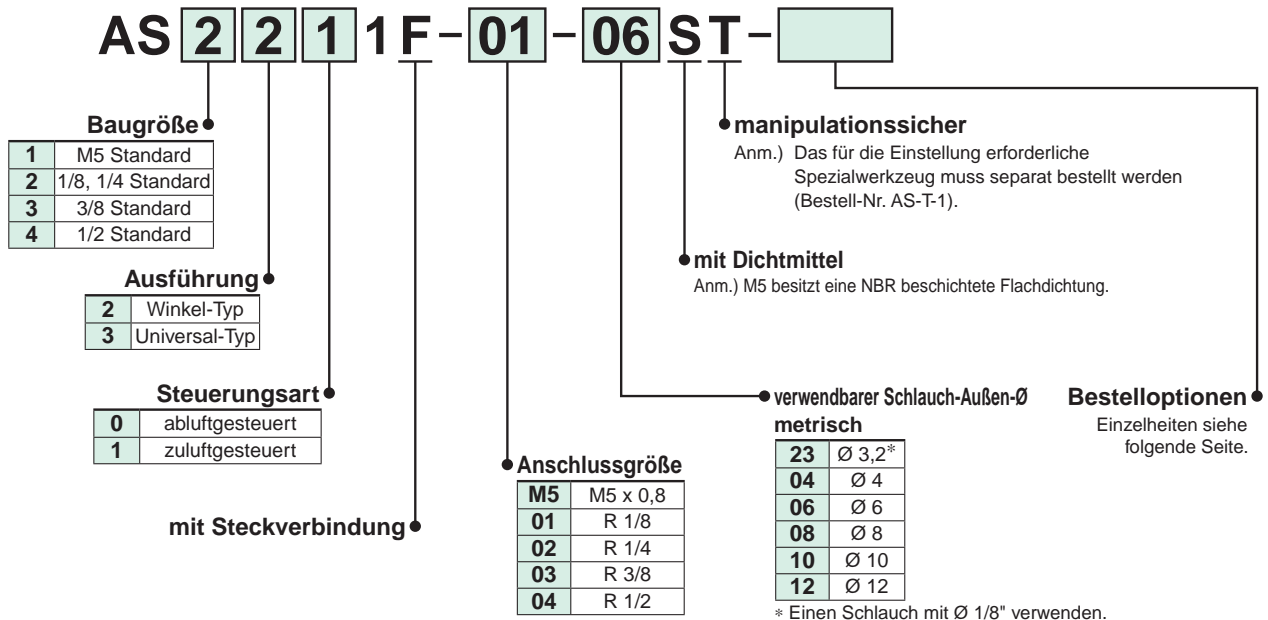 AS 2 2 1 1 F – 01 – 06 S T –
Baugröße
1 M5 Standard
2 1/8, 1/4 Standard
3 3/8 Standard
4 1/2 Standard
Ausführung
2 Winkel-Typ
3 Universal-Typ
Steuerungsart
0 abluftgesteuert
1 zuluftgesteuert
mit Steckverbindung
Anschlussgröße
M5 M5 x 0,8
01 R 1/8
02 R 1/4
03 R 3/8
04 R 1/2
manipulationssicher
Anm.) Das für die Einstellung erforderliche
Spezialwerkzeug muss separat bestellt werden
(Bestell-Nr. AS-T-1).
mit Dichtmittel
Anm.) M5 besitzt eine NBR beschichtete Flachdichtung.
verwendbarer Schlauch-Außen-Ø
metrisch
23 Ø 3,2*
04 Ø 4
06 Ø 6
08 Ø 8
10 Ø 10
12 Ø 12
* Einen Schlauch mit Ø 1/8" verwenden.
Bestelloptionen
Einzelheiten siehe
folgende Seite.